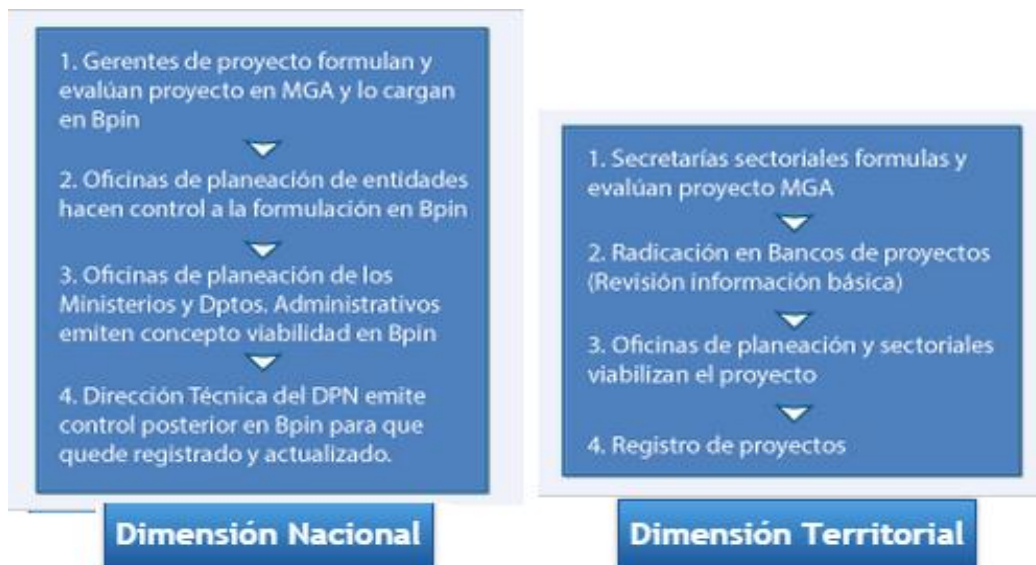 1. Gerentes de proyecto formulan y
evalúan proyecto en MGA y lo cargan
en Bpin
2. Oficinas de planeación de entidades
hacen control a la formulación en Bpin
3. Oficinas de planeación de los
Ministerios y Dptos. Administrativos
emiten concepto viabilidad en Bpin
4. Dirección Técnica del DPN emite
control posterior en Bpin para que
quede registrado y actualizado.
Dimensión Nacional
1. Secretarías sectoriales formulas y
evalúan proyecto MGA
2. Radicación en Bancos de proyectos
(Revisión información básica)
3. Oficinas de planeación y sectoriales
viabilizan el proyecto
4. Registro de proyectos
Dimensión Territorial